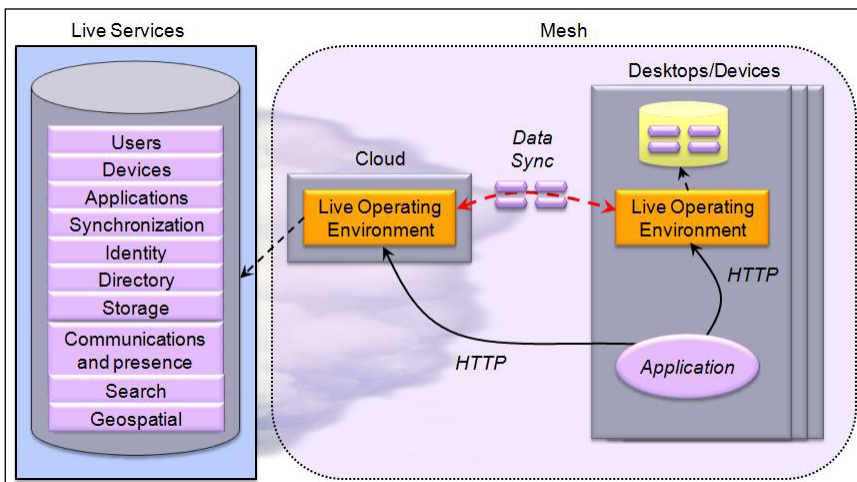 Live Services
Users
Devices
Applications
Synchronization
Identity
Directory
Storage
Communications
and presence
Search
Geospatial
Mesh
Cloud
Live Operating
Environment
Data
Sync
Desktops/Devices
Live Operating
Environment
HTTP
HTTP
Application